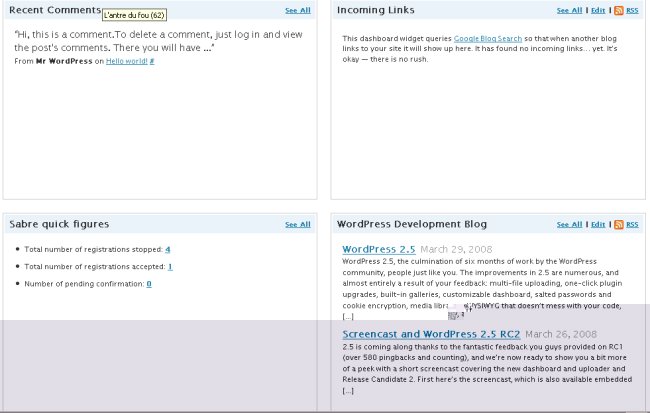 Recent Comments
L'antre du fou (62)
See All
"Hi, this is a comment.To delete a comment, just log in and view
the post's comments. There you will have ..."
From Mr WordPress on Hello world! #
Incoming Links
See All | Edit | RSS
This dashboard widget queries Google Blog Search so that when another blog
links to your site it will show up here. It has found no incoming links... yet. It's
okay — there is no rush.
Sabre quick figures
See All
Total number of registrations stopped: 4
Total number of registrations accepted: 1
Number of pending confirmation: 0
WordPress Development Blog
See All | Edit | RSS
WordPress 2.5 March 29, 2008
WordPress 2.5, the culmination of six months of work by the WordPress
community, people just like you. The improvements in 2.5 are numerous, and
almost entirely a result of your feedback: multi-file uploading, one-click plugin
upgrades, built-in galleries, customizable dashboard, salted passwords and
cookie encryption, media that doesn't mess with your code,
[...]
Screencast and WordPress 2.5 RC2 March 26, 2008
2.5 is coming along thanks to the fantastic feedback you guys provided on RC1
(over 580 pingbacks and counting), and we're now ready to show you a bit more
of a peek with a short screencast covering the new dashboard and uploader and
Release Candidate 2. First here's the screencast, which is also available embedded
[...]